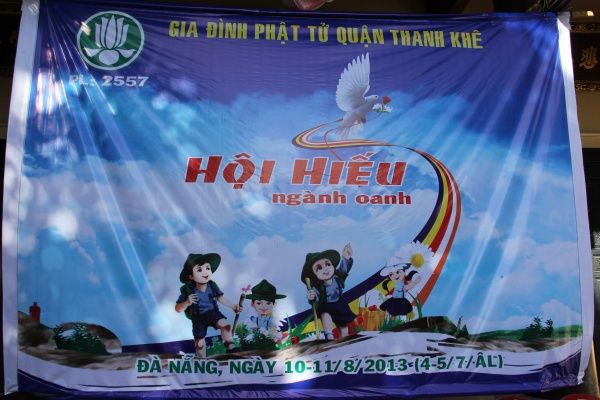 GIA ĐÌNH PHẬT TỬ QUẬN THANH KHÊ
PL: 2557
HỘI HIẾU
ngành oanh
ĐÀ NẴNG, NGÀY 10-11/8/2013 (4-5/7/ÂL)